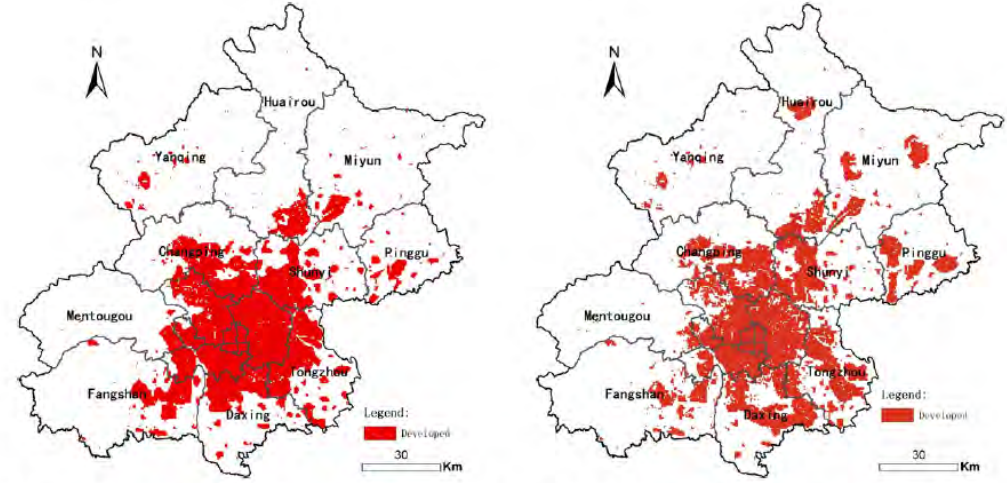 N
Huairou
Yanqing
Miyun
Changping
Shunyi
Pinggu
Mentougou
Fangshan
Tongzhou
Daxing
Legend:
Developed
30
Km
N
Huairou
Yanqing
Miyun
Changping
Shunyi
Pinggu
Mentougou
Fangshan
Tongzhou
Daxing
Legend:
Developed
30
Km